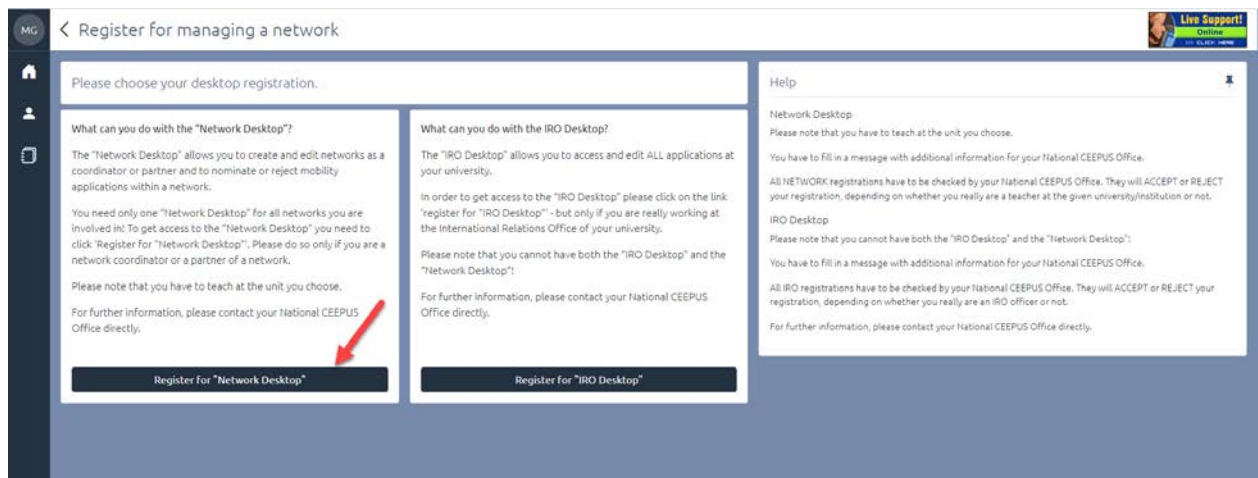 MG
Register for managing a network
Live Support!
Online
>> CLICK HERE
Please choose your desktop registration.
What can you do with the "Network Desktop"?
The "Network Desktop" allows you to create and edit networks as a
coordinator or partner and to nominate or reject mobility
applications within a network.
You need only one "Network Desktop" for all networks you are
involved in! To get access to the "Network Desktop" you need to
click 'Register for "Network Desktop"'. Please do so only if you are a
network coordinator or a partner of a network.
Please note that you have to teach at the unit you choose.
For further information, please contact your National CEEPUS
Office directly.
Register for "Network Desktop"
What can you do with the IRO Desktop?
The "IRO Desktop" allows you to access and edit ALL applications at
your university.
In order to get access to the "IRO Desktop" please click on the link
'register for "IRO Desktop"' - but only if you are really working at
the International Relations Office of your university.
Please note that you cannot have both the "IRO Desktop" and the
"Network Desktop"!
For further information, please contact your National CEEPUS
Office directly.
Register for "IRO Desktop"
Help
Network Desktop
Please note that you have to teach at the unit you choose.
You have to fill in a message with additional information for your National CEEPUS Office.
All NETWORK registrations have to be checked by your National CEEPUS Office. They will ACCEPT or REJECT
your registration, depending on whether you really are a teacher at the given university/institution or not.
IRO Desktop
Please note that you cannot have both the "IRO Desktop" and the "Network Desktop"!
You have to fill in a message with additional information for your National CEEPUS Office.
All IRO registrations have to be checked by your National CEEPUS Office. They will ACCEPT or REJECT your
registration, depending on whether you really are an IRO officer or not.
For further information, please contact your National CEEPUS Office directly.